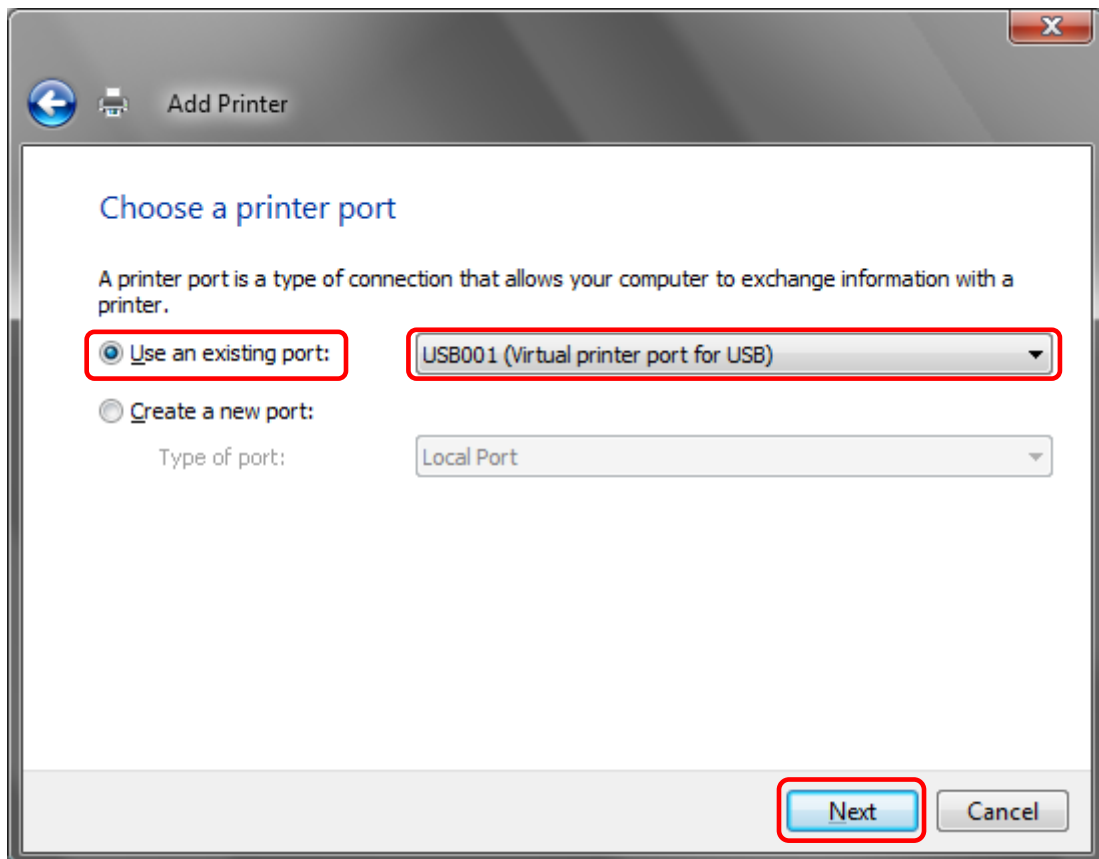 Add Printer
Choose a printer port
A printer port is a type of connection that allows your computer to exchange information with a
printer.
Use an existing port: USB001 (Virtual printer port for USB)
Create a new port:
Type of port: Local Port
Next Cancel